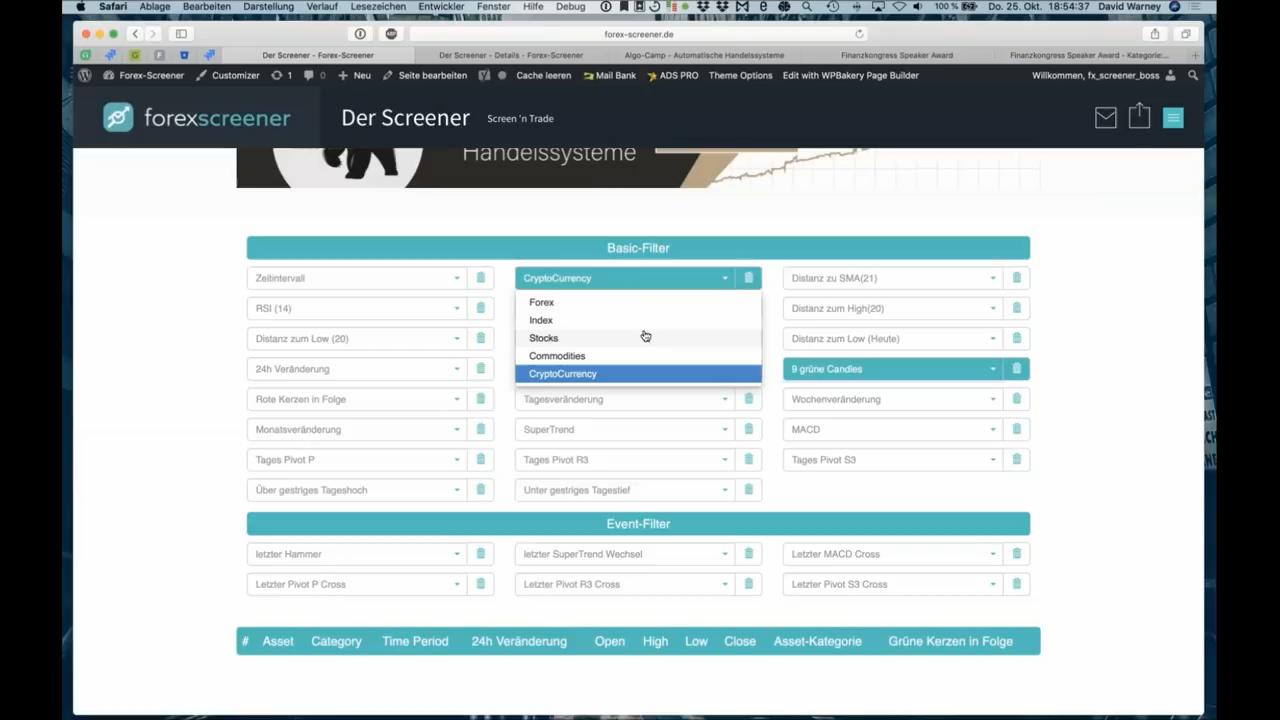 Safari Ablage Bearbeiten Darstellung Verlauf Lesezeichen Entwickler Fenster Hilfe Debug 100 % Do. 25. Okt. 18:54:37 David Warney
forex-screener.de
Der Screener - Forex-Screener Der Screener - Details - Forex-Screener Algo-Camp - Automatische Handelssysteme Finanzkongress Speaker Award Finanzkongress Speaker Award - Kategorie:...
Forex-Screener Customizer 1 0 Neu Seite bearbeiten Cache leeren Mail Bank ADS PRO Theme Options Edit with WPBakery Page Builder Willkommen, fx_screener_boss
forexscreener Der Screener Screen 'n Trade
Handelssysteme
Basic-Filter
Zeitintervall CryptoCurrency Distanz zu SMA(21)
Forex
RSI (14) Distanz zum High(20)
Index
Distanz zum Low (20) Stocks Distanz zum Low (Heute)
Commodities
24h Veränderung CryptoCurrency 9 grüne Candles
Rote Kerzen in Folge Tagesveränderung Wochenveränderung
Monatsveränderung SuperTrend MACD
Tages Pivot P Tages Pivot R3 Tages Pivot S3
Über gestriges Tageshoch Unter gestriges Tagestief
Event-Filter
letzter Hammer letzter SuperTrend Wechsel Letzter MACD Cross
Letzter Pivot P Cross Letzter Pivot R3 Cross Letzter Pivot S3 Cross
# Asset Category Time Period 24h Veränderung Open High Low Close Asset-Kategorie Grüne Kerzen in Folge